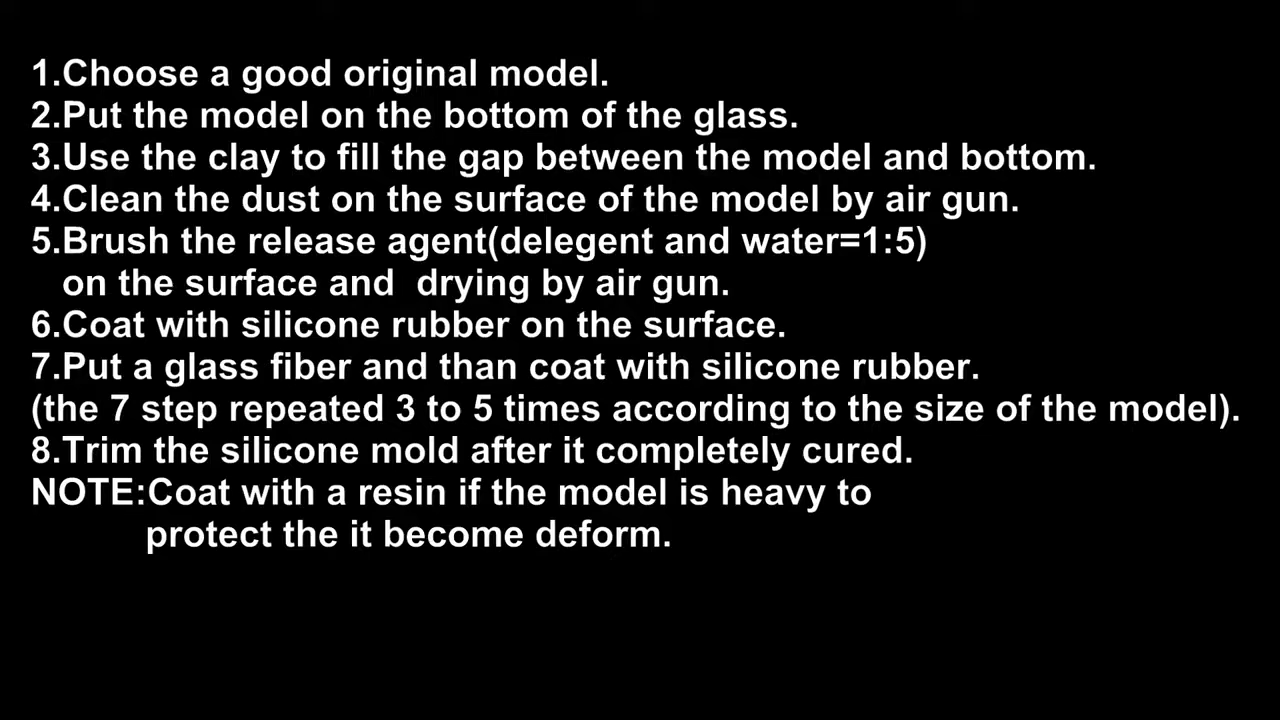 1.Choose a good original model.
2.Put the model on the bottom of the glass.
3.Use the clay to fill the gap between the model and bottom.
4.Clean the dust on the surface of the model by air gun.
5.Brush the release agent(delegent and water=1:5)
on the surface and  drying by air gun.
6.Coat with silicone rubber on the surface.
7.Put a glass fiber and than coat with silicone rubber.
(the 7 step repeated 3 to 5 times according to the size of the model).
8.Trim the silicone mold after it completely cured.
NOTE:Coat with a resin if the model is heavy to
protect the it become deform.